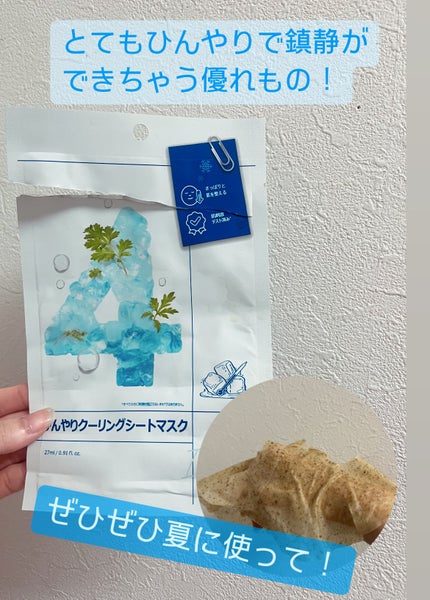 とてもひんやりで鎮静が
できちゃう優れもの！
さっぱりと
肌を整える
4
ひんやりクーリングシートマスク
27ml / 0.91 fl. oz.
ぜひぜひ夏に使って！